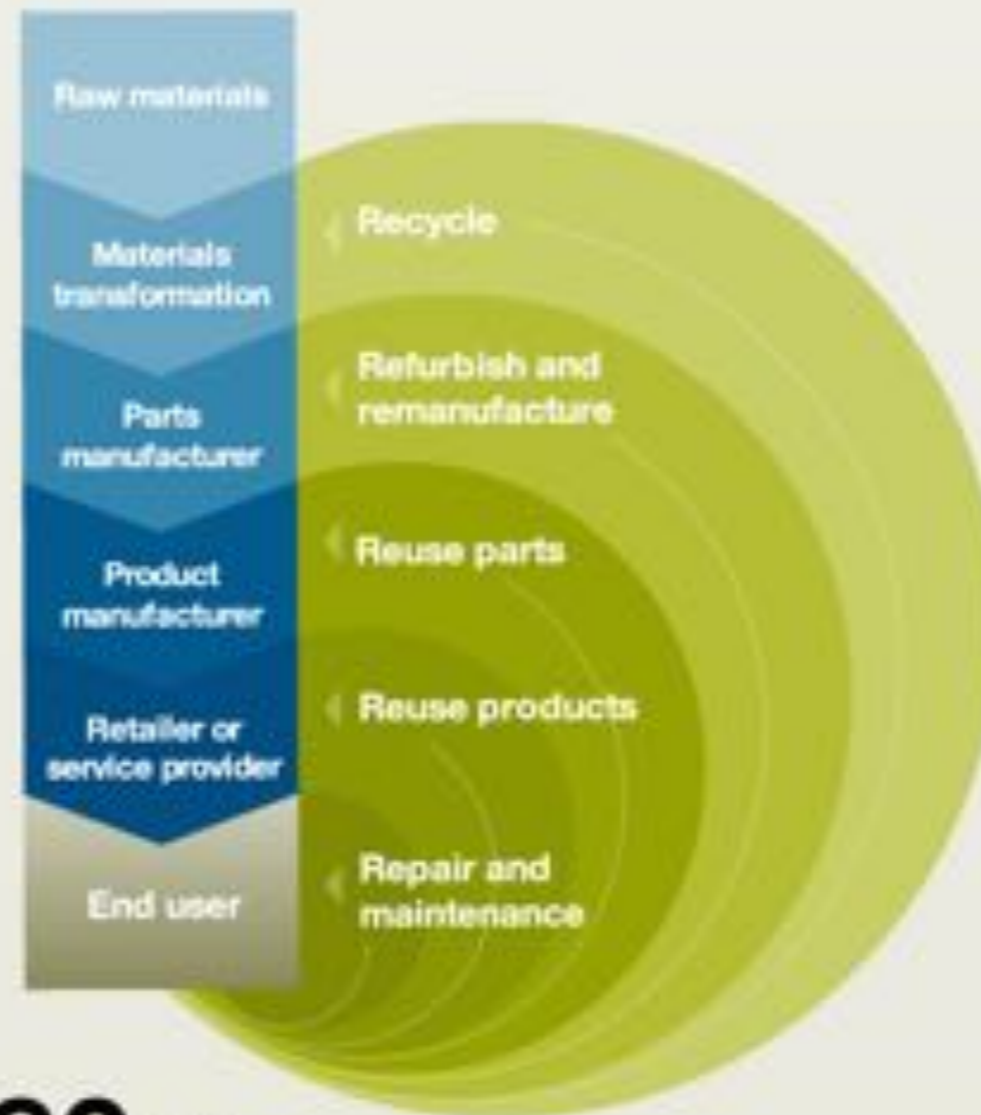 Raw materials
Materials
transformation
Parts
manufacturer
Product
manufacturer
Retailer or
service provider
End user
Recycle
Refurbish and
remanufacture
Reuse parts
Reuse products
Repair and
maintenance